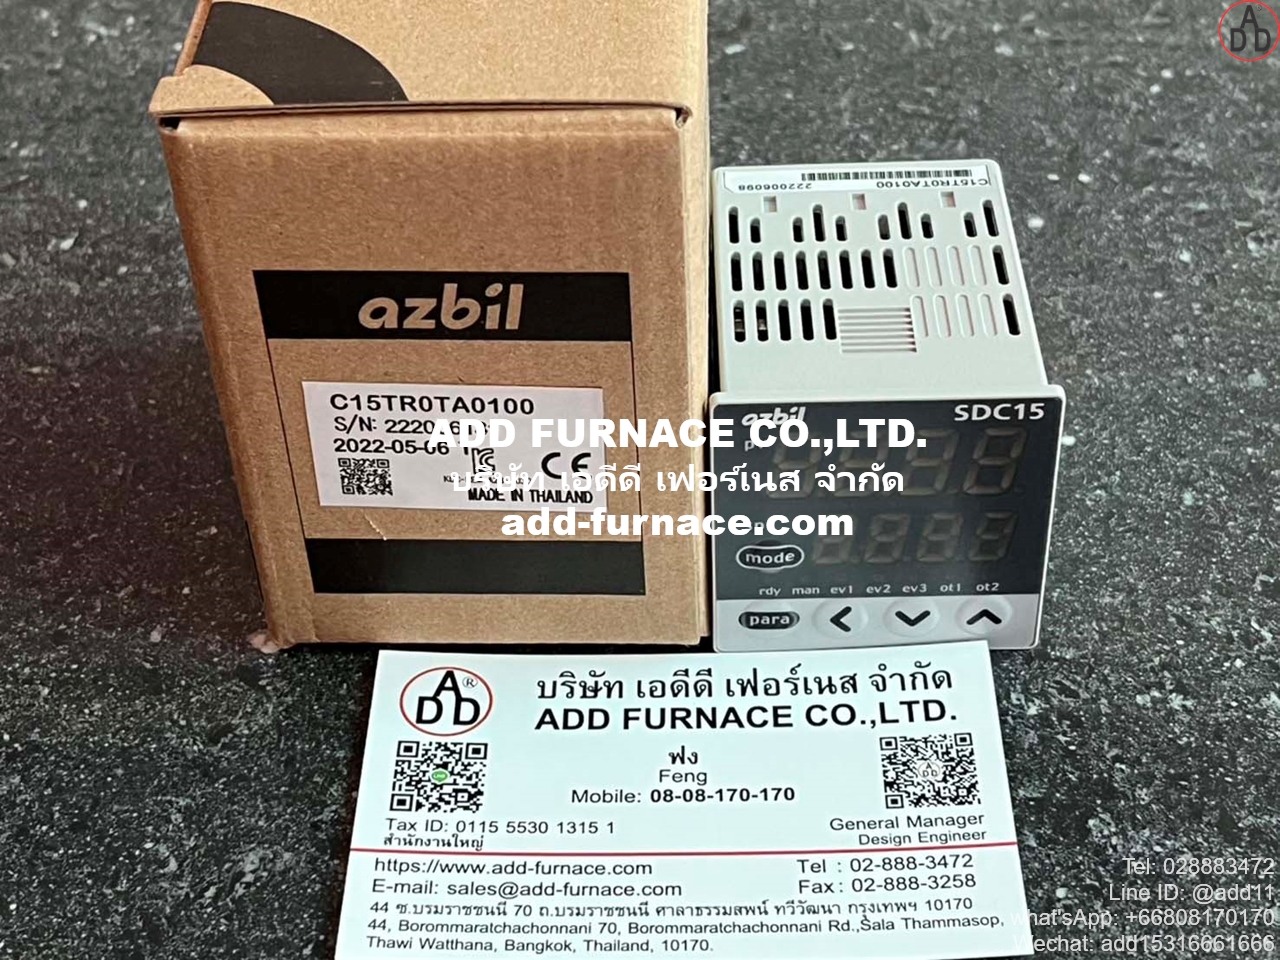 ADD
azbil
C15TR0TA0100
S/N:
2022-05-06
CE
MADE IN THAILAND
C15TR0TA0100
222006098
azbil
SDC15
mode
rdy man ev1 ev2 ev3 ot1 ot2
para
ADD FURNACE CO.,LTD.
บริษัท เอดีดี เฟอร์เนส จำกัด
add-furnace.com
ADD®
บริษัท เอดีดี เฟอร์เนส จำกัด
ADD FURNACE CO.,LTD.
ฟง
Feng
Mobile: 08-08-170-170
Tax ID: 0115 5530 1315 1
สำนักงานใหญ่
General Manager
Design Engineer
https://www.add-furnace.com
E-mail: sales@add-furnace.com
Tel : 02-888-3472
Fax : 02-888-3258
44 ซ.บรมราชชนนี 70 ถ.บรมราชชนนี ศาลาธรรมสพน์ ทวีวัฒนา กรุงเทพฯ 10170
44, Borommaratchachonnani 70, Borommaratchachonnani Rd.,Sala Thammasop,
Thawi Watthana, Bangkok, Thailand, 10170.
Tel: 028883472
Line ID: @add11
what'sApp: +66808170170
Wechat: add15316661666